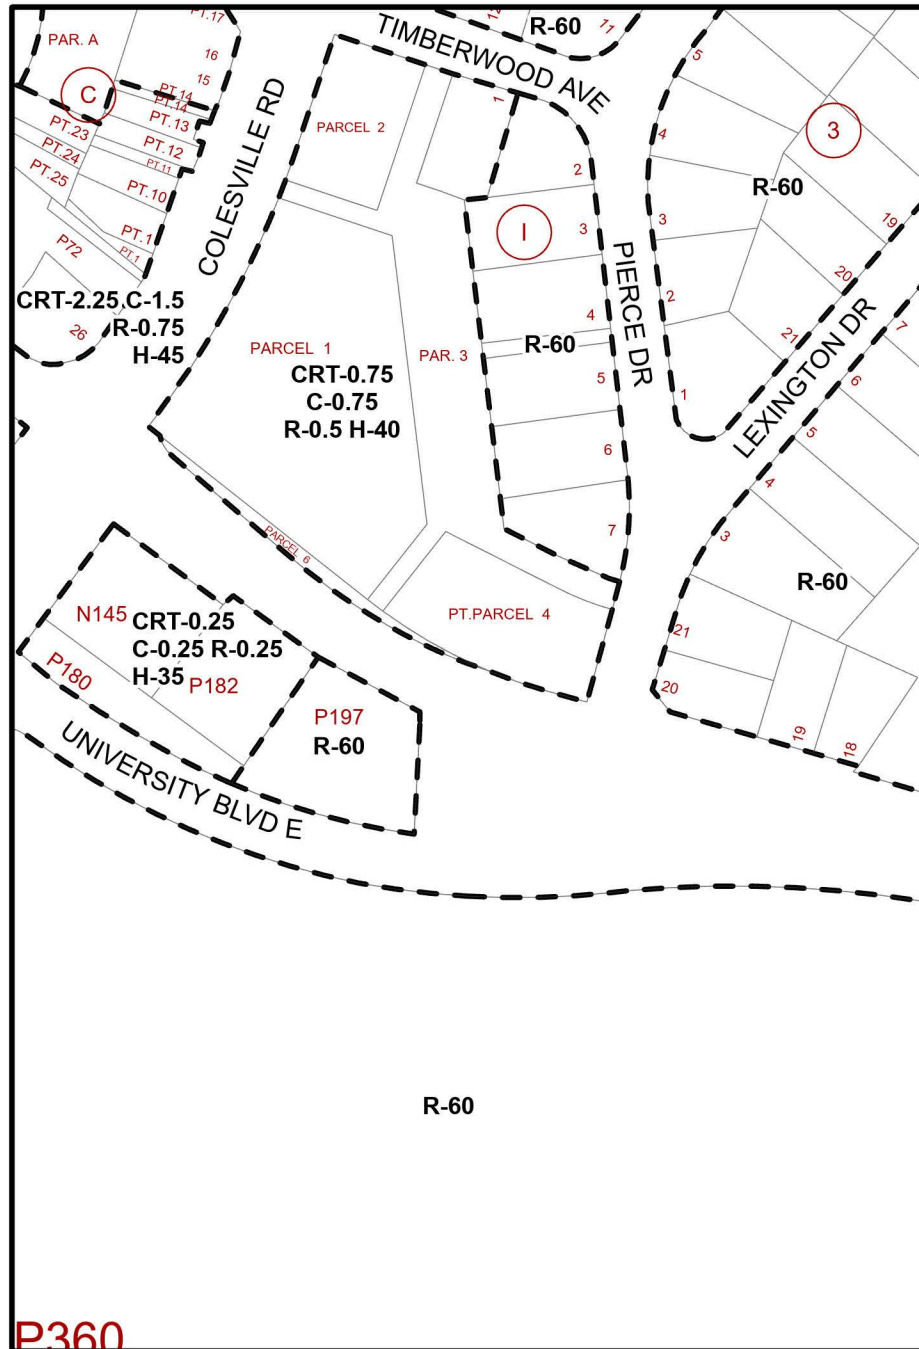 PT.17
12
R-60
11
PAR. A
TIMBERWOOD AVE
16
15
5
C
PT.14
PT.14
1
PT.13
PARCEL 2
4
3
PT.23
PT.12
PT.24
PT.11
PT.25
PT.10
2
R-60
COLESVILLE RD
PT.1
PT.1
P72
I
3
3
19
PIERCE DR
20
CRT-2.25 C-1.5
R-0.75
H-45
26
2
4
R-60
7
21
PARCEL 1
PAR. 3
CRT-0.75
C-0.75
R-0.5 H-40
5
1
6
LEXINGTON DR
5
6
4
PARCEL 6
7
3
R-60
N145
CRT-0.25
C-0.25 R-0.25
H-35
PT.PARCEL 4
21
P180
P182
20
P197
R-60
19
18
UNIVERSITY BLVD E
R-60
P360